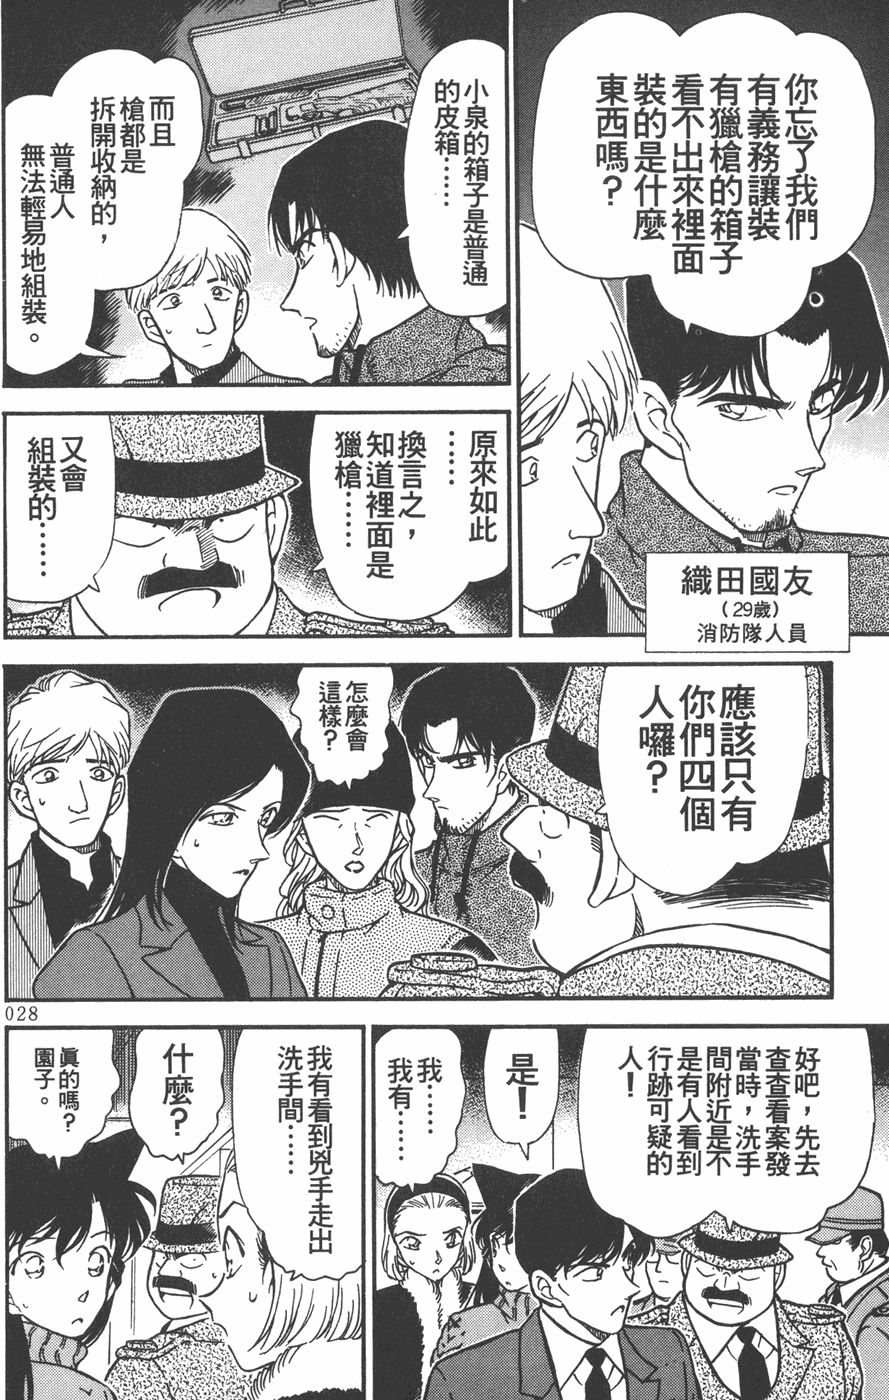 你忘了我們
有義務讓裝
有獵槍的箱子
看不出來裡面
裝的是什麼
東西嗎？
織田國友
（29歲）
消防隊人員
小泉的箱子是普通
的皮箱……
而且
槍都是
拆開收納的，
普通人
無法輕易地組裝。
原來如此
……
換言之，
知道裡面是
獵槍……
又會
組裝的……
應該只有
你們四個
人囉？
怎麼會
這樣？
028
好吧，先去
查查看案發
當時，洗手
間附近是不
是有人看到
行跡可疑的
人！
是！
我……
我有……
我有看到兇手走出
洗手間……
什麼？
真的嗎？
園子。